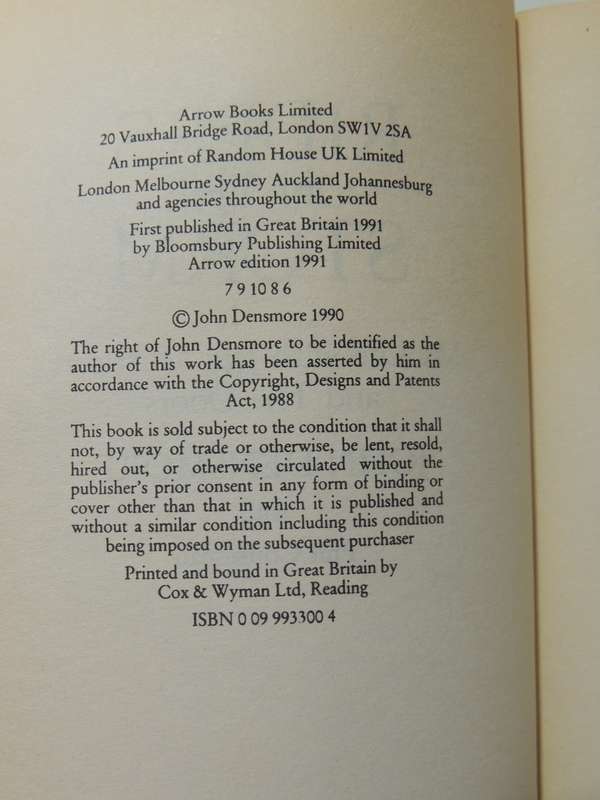 Arrow Books Limited
20 Vauxhall Bridge Road, London SW1V 2SA
An imprint of Random House UK Limited
London Melbourne Sydney Auckland Johannesburg
and agencies throughout the world
First published in Great Britain 1991
by Bloomsbury Publishing Limited
Arrow edition 1991
7 9 10 8 6
© John Densmore 1990
The right of John Densmore to be identified as the
author of this work has been asserted by him in
accordance with the Copyright, Designs and Patents
Act, 1988
This book is sold subject to the condition that it shall
not, by way of trade or otherwise, be lent, resold,
hired out, or otherwise circulated without the
publisher's prior consent in any form of binding or
cover other than that in which it is published and
without a similar condition including this condition
being imposed on the subsequent purchaser
Printed and bound in Great Britain by
Cox & Wyman Ltd, Reading
ISBN 0 09 993300 4